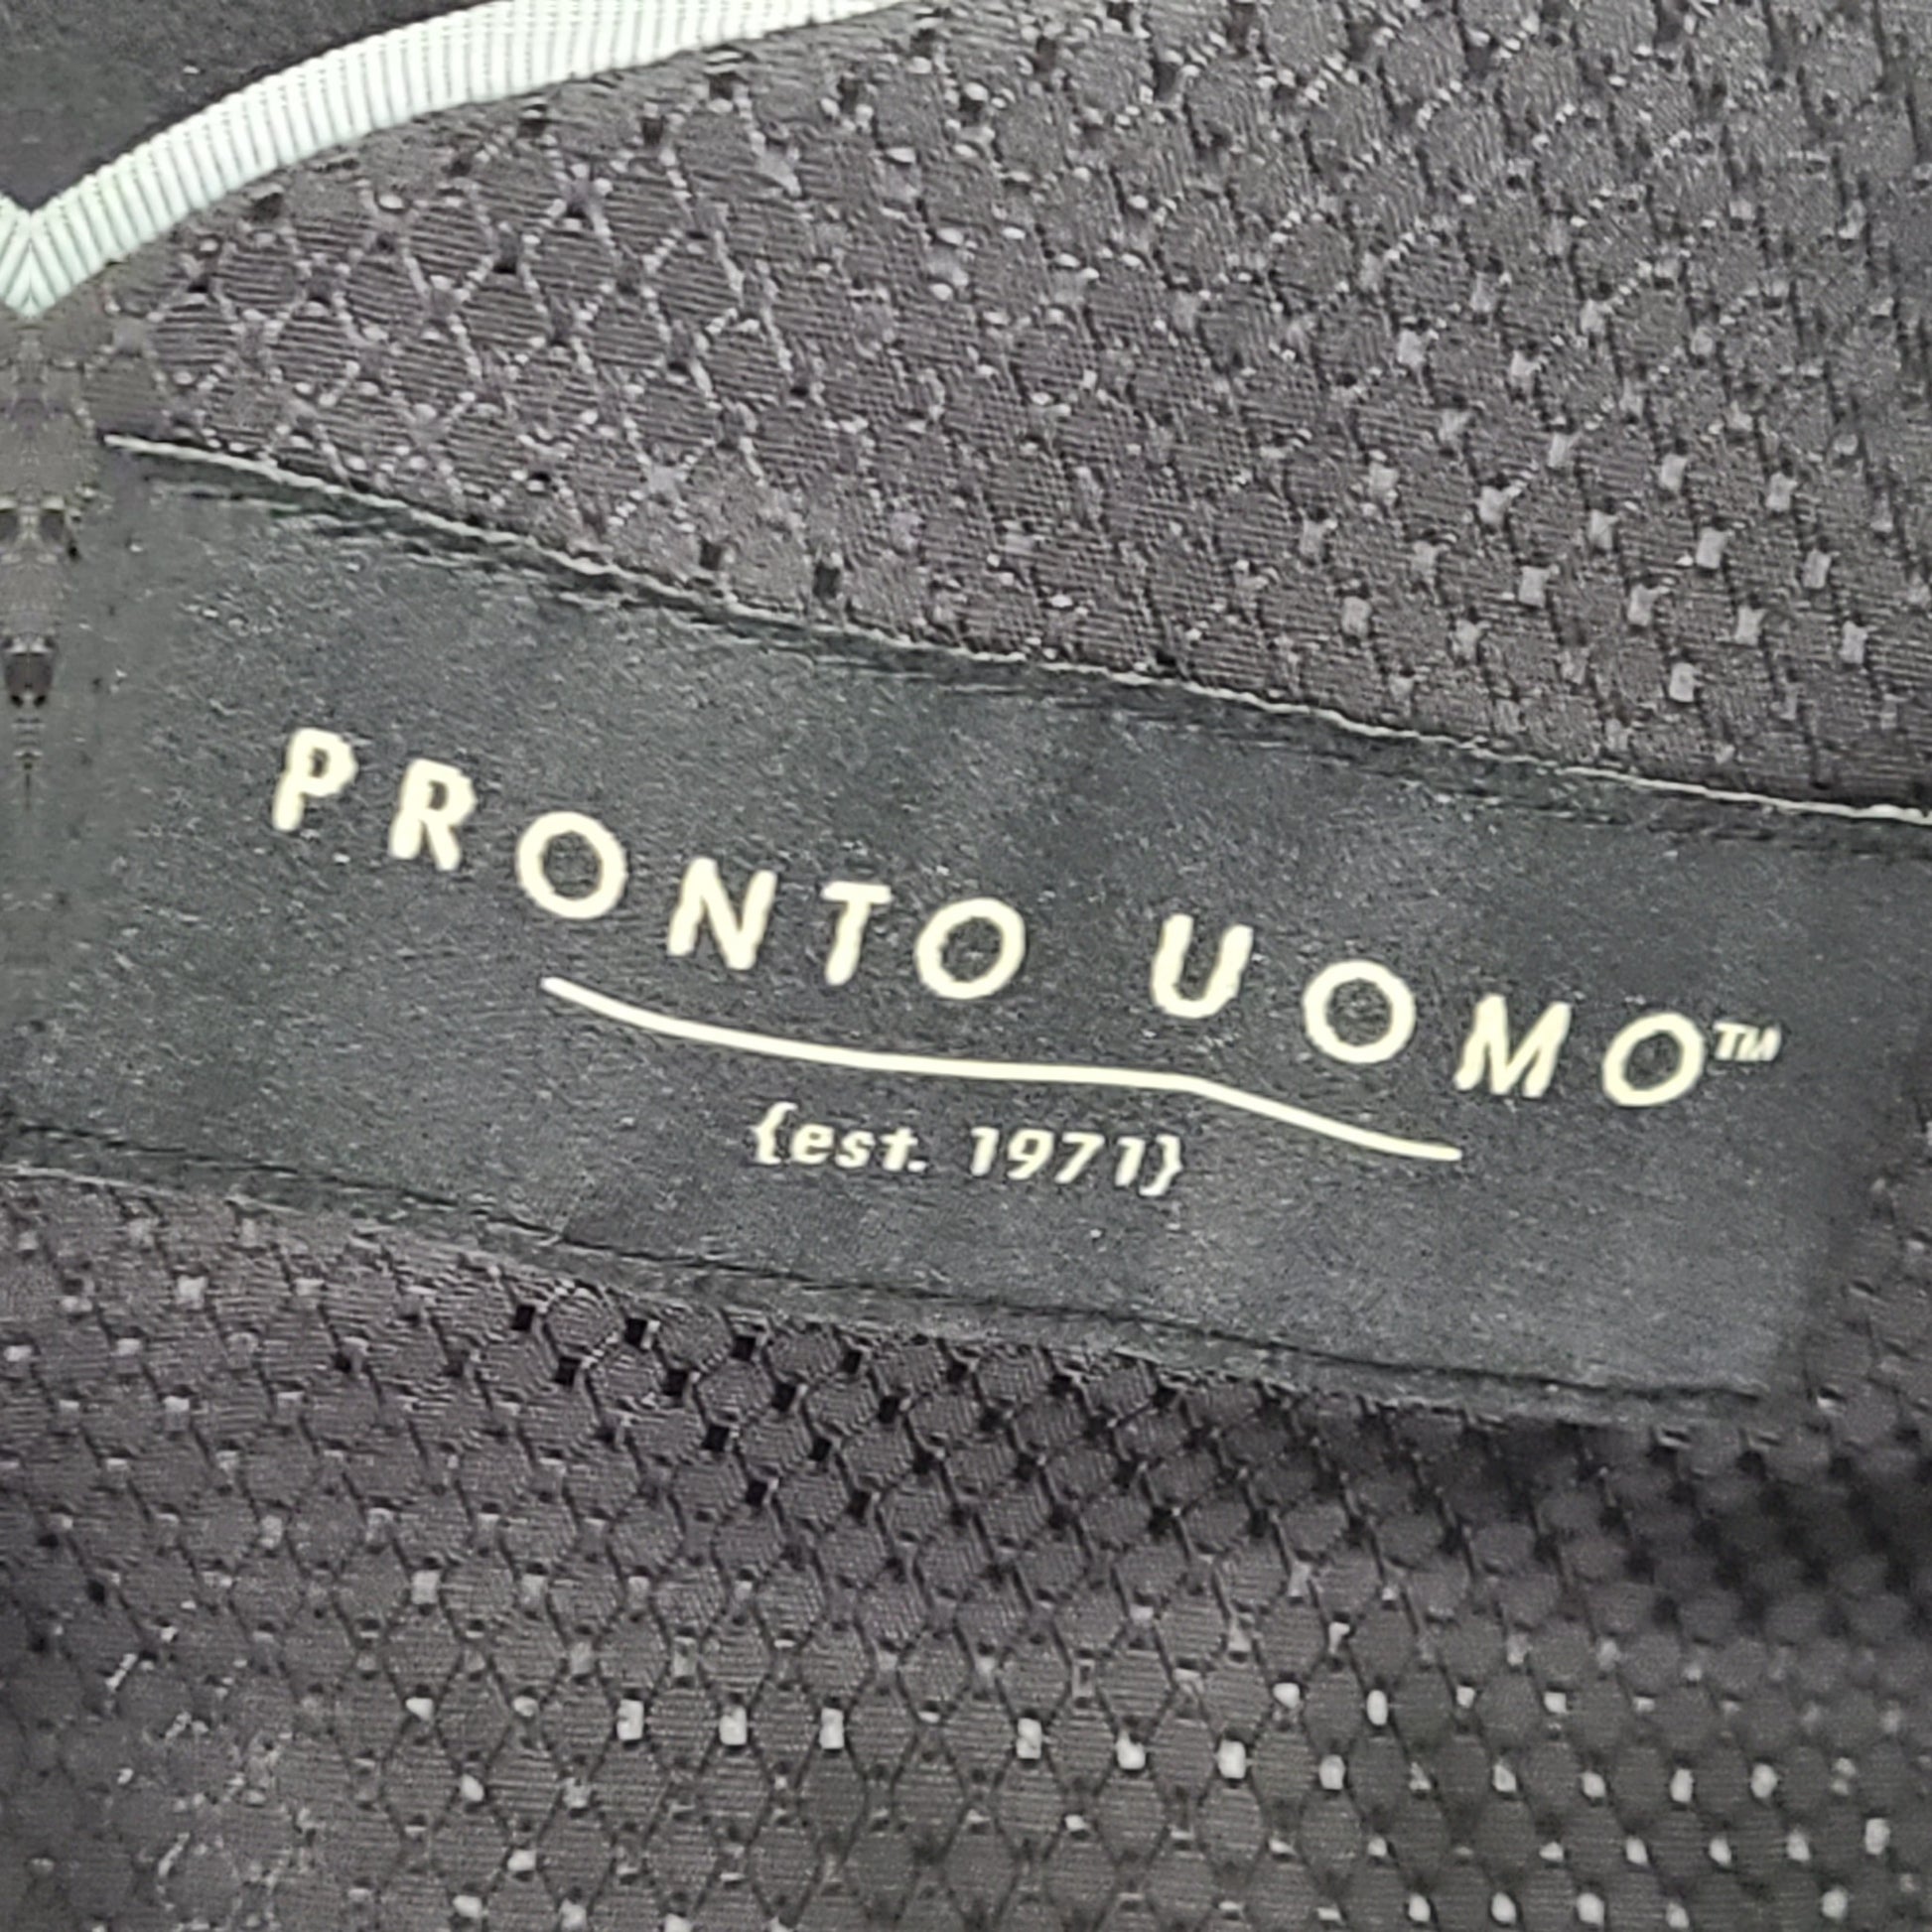 PRONTO UOMO™
{est. 1971}